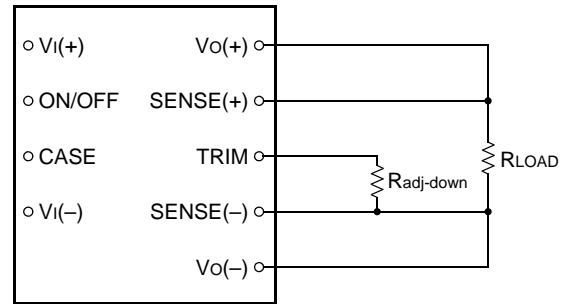 VI(+) VO(+)
ON/OFF SENSE(+)
CASE TRIM RLOAD
Radj-down
VI(–) SENSE(–)
VO(–)